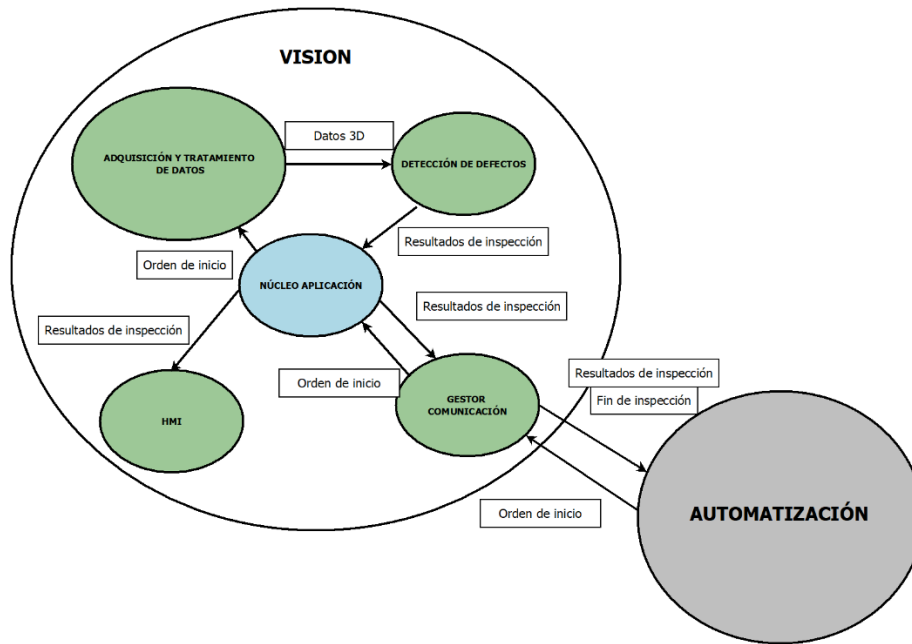 VISION
Datos 3D
ADQUISICIÓN Y TRATAMIENTO
DE DATOS
DETECCIÓN DE DEFECTOS
Resultados de inspección
Orden de inicio
NÚCLEO APLICACIÓN
Resultados de inspección
Resultados de inspección
Orden de inicio
Resultados de inspección
Fin de inspección
GESTOR
COMUNICACIÓN
HMI
Orden de inicio
AUTOMATIZACIÓN